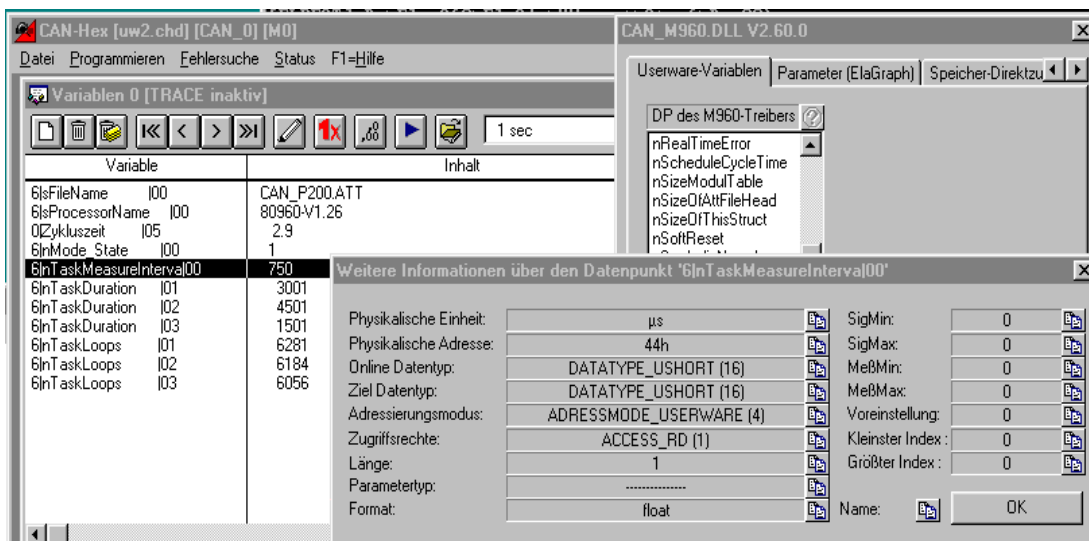 CAN-Hex [uw2.chd] [CAN_0] [M0]
Datei Programmieren Fehlersuche Status F1=Hilfe
Variablen 0 [TRACE inaktiv]
1x
1 sec
Variable Inhalt
6|sFileName |00 CAN_P200.ATT
6|sProcessorName |00 80960-V1.26
0|Zykluszeit |05 2.9
6|nMode_State |00 1
6|nTaskMeasureInterva|00 750
6|nTaskDuration |01 3001
6|nTaskDuration |02 4501
6|nTaskDuration |03 1501
6|nTaskLoops |01 6281
6|nTaskLoops |02 6184
6|nTaskLoops |03 6056
CAN_M960.DLL V2.60.0
Userware-Variablen Parameter (ElaGraph) Speicher-Direktzu
DP des M960-Treibers
nRealTimeError
nScheduleCycleTime
nSizeModulTable
nSizeOfAttFileHead
nSizeOfThisStruct
nSoftReset
Weitere Informationen über den Datenpunkt '6|nTaskMeasureInterva|00'
Physikalische Einheit: µs SigMin: 0
Physikalische Adresse: 44h SigMax: 0
Online Datentyp: DATATYPE_USHORT (16) MeßMin: 0
Ziel Datentyp: DATATYPE_USHORT (16) MeßMax: 0
Adressierungsmodus: ADRESSMODE_USERWARE (4) Voreinstellung: 0
Zugriffsrechte: ACCESS_RD (1) Kleinster Index : 0
Länge: 1 Größter Index : 0
Parametertyp: ---------------
Format: float Name: OK